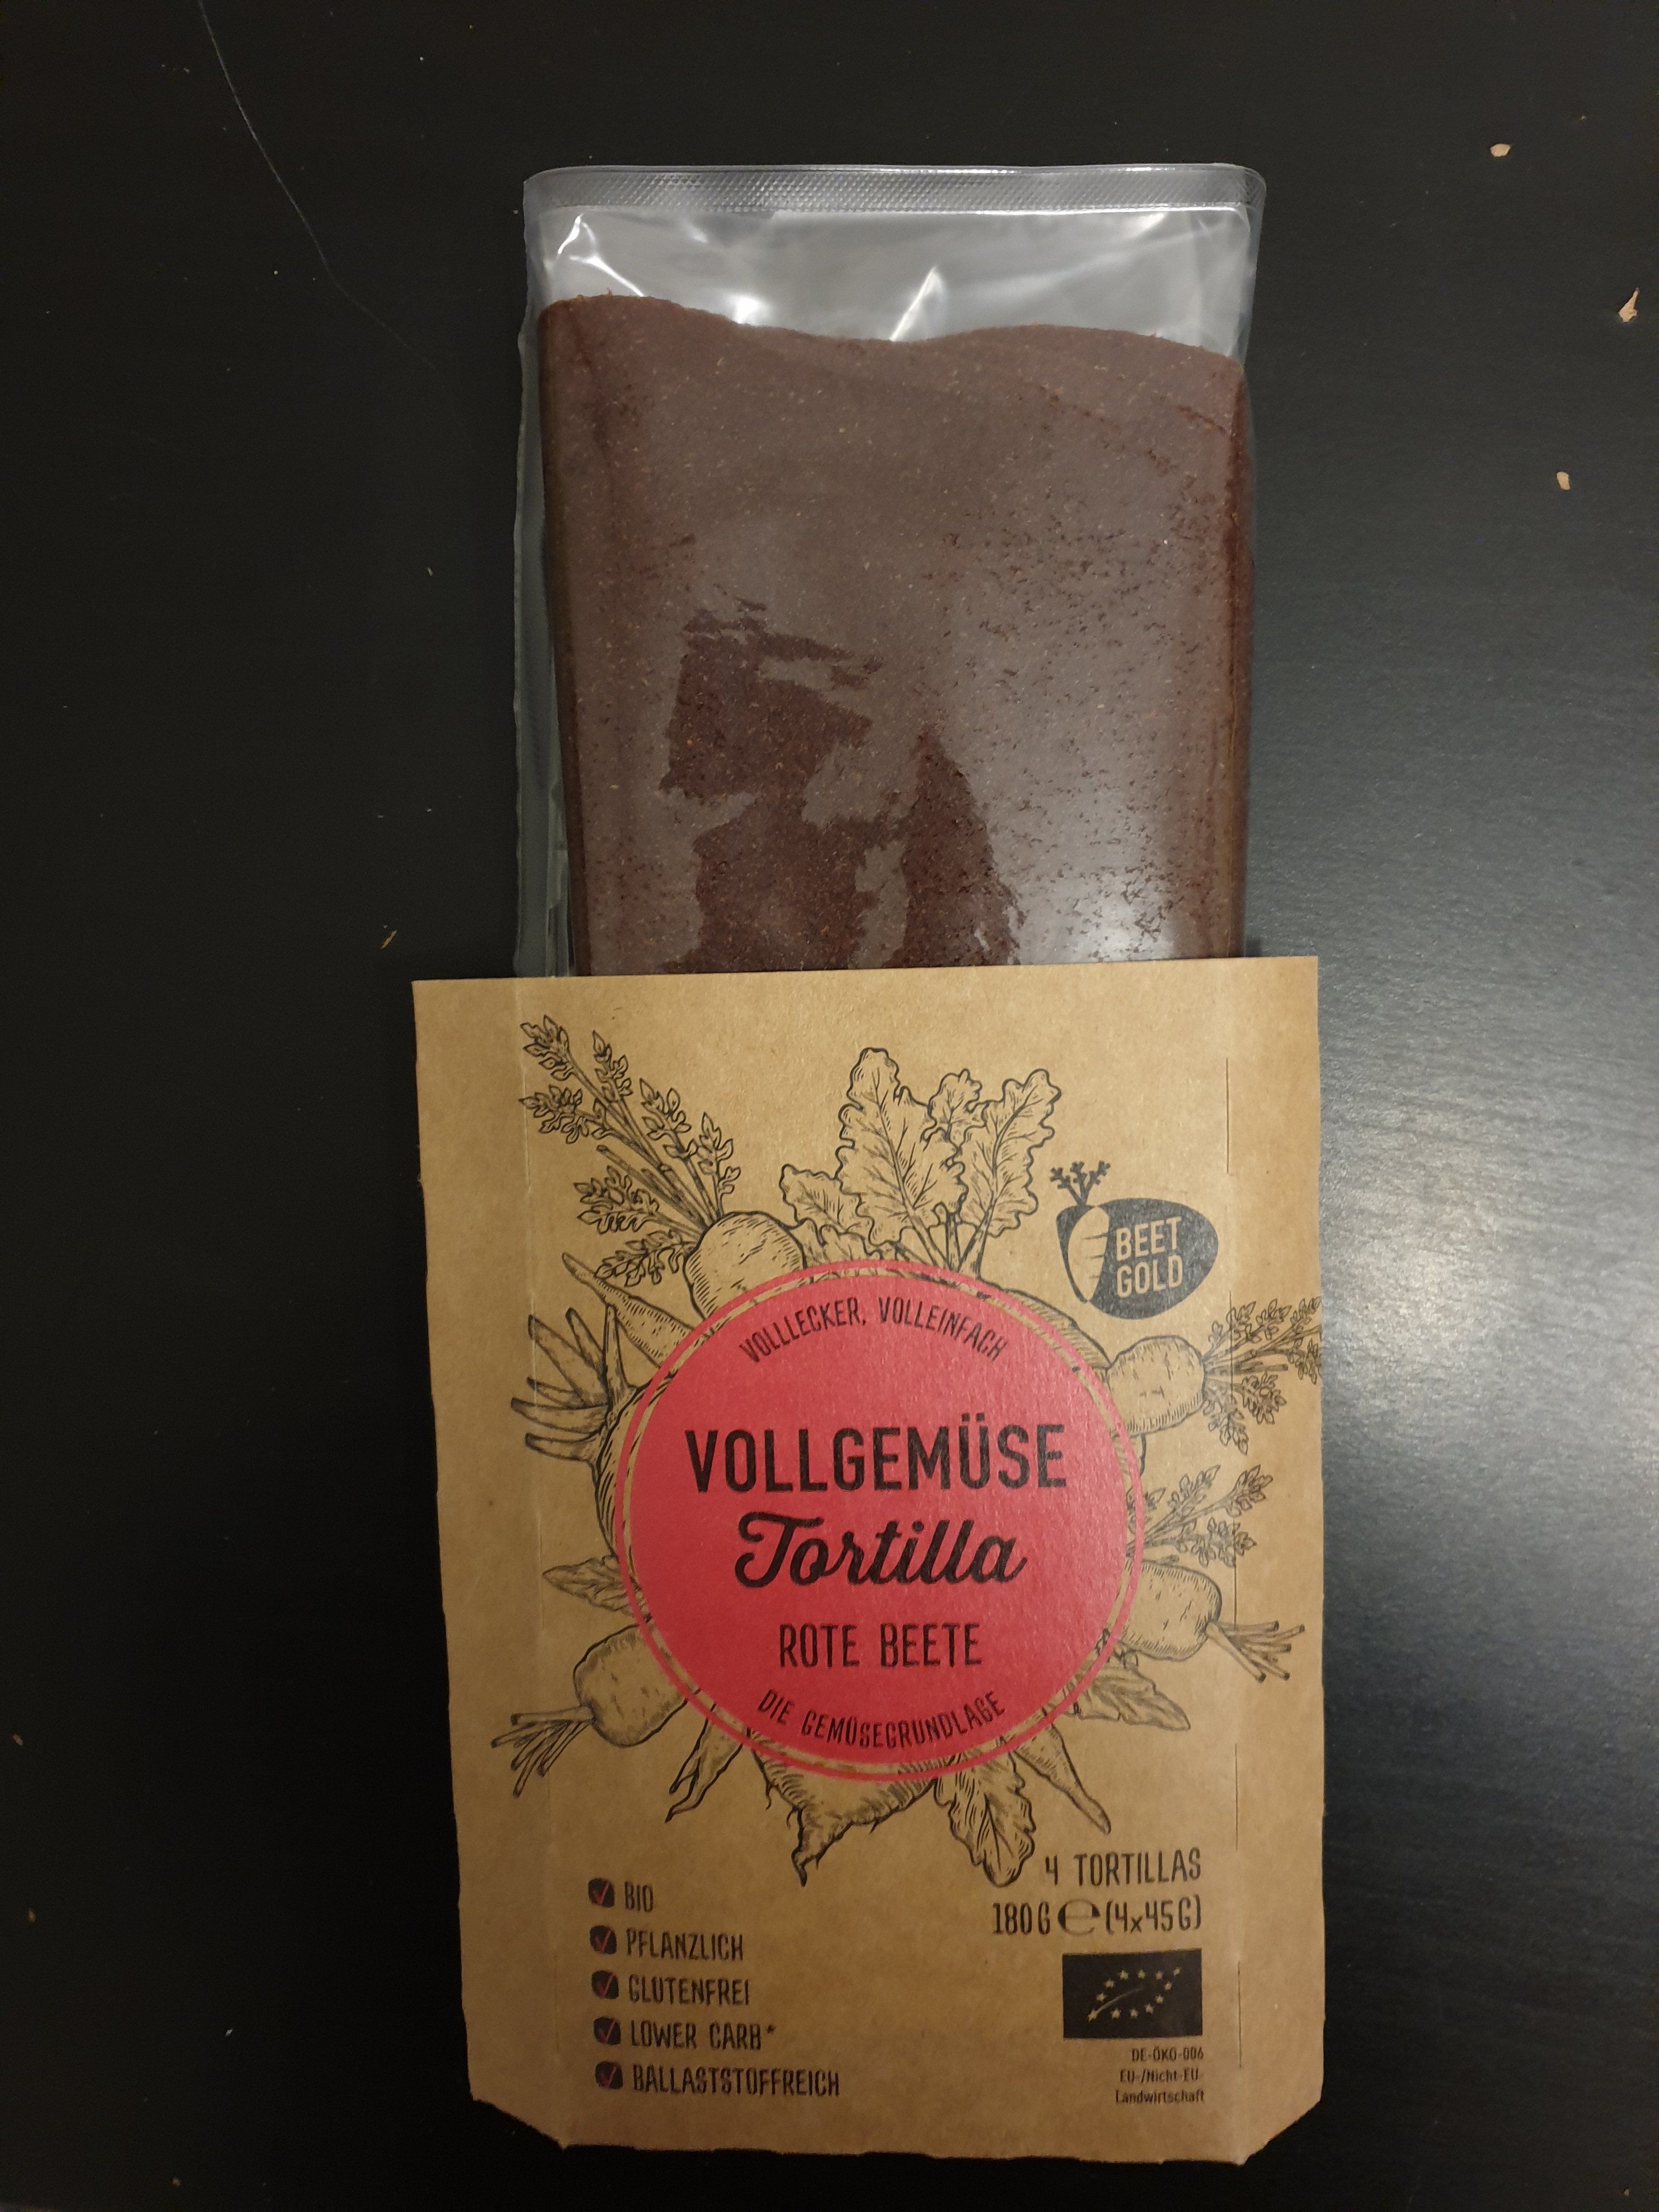 BEET
GOLD
VOLLLECKER, VOLLEINFACH
VOLLGEMÜSE
Tortilla
ROTE BEETE
DIE GEMÜSEGRUNDLAGE
4 TORTILLAS
180 G ℮ (4x45G)
BIO
PFLANZLICH
GLUTENFREI
LOWER CARB*
BALLASTSTOFFREICH
DE-ÖKO-006
EU-/Nicht-EU-
Landwirtschaft